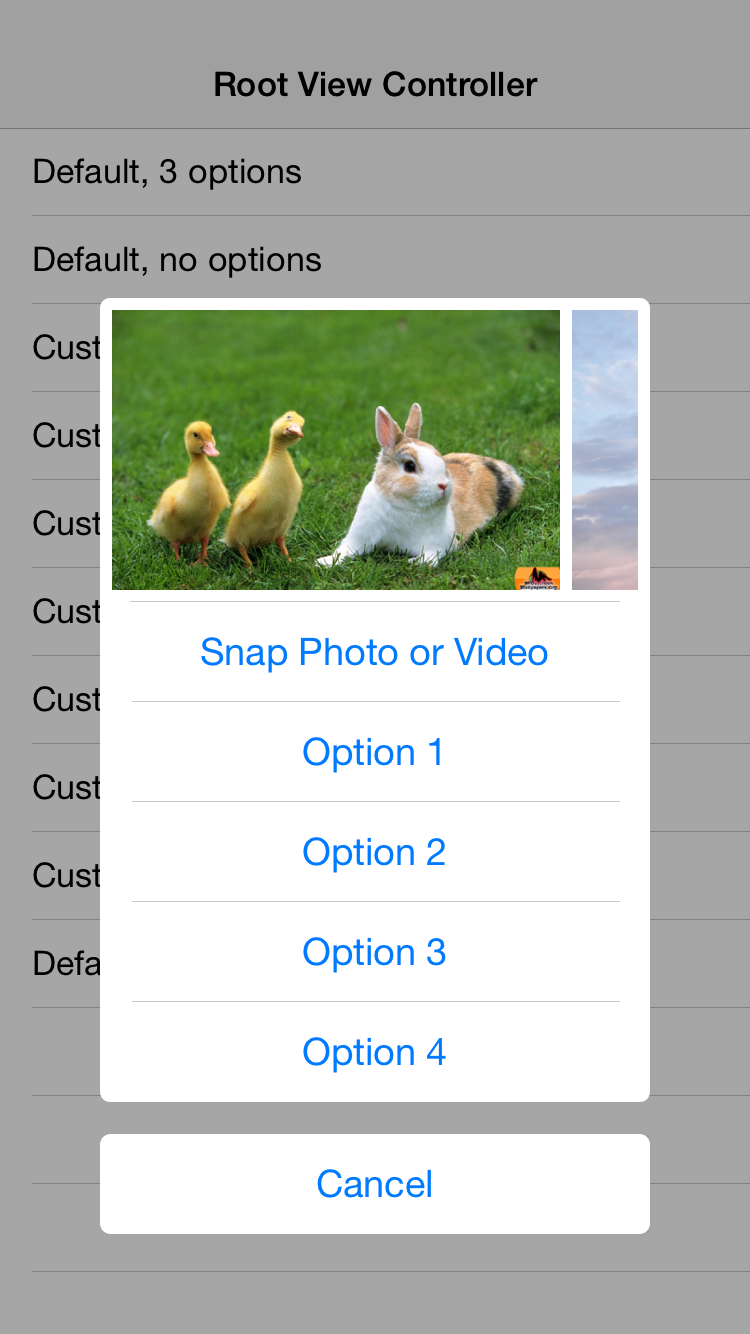 Root View Controller
Default, 3 options
Default, no options
Cust
Cust
Cust
Cust
Cust
Cust
Cust
Defa
Snap Photo or Video
Option 1
Option 2
Option 3
Option 4
Cancel